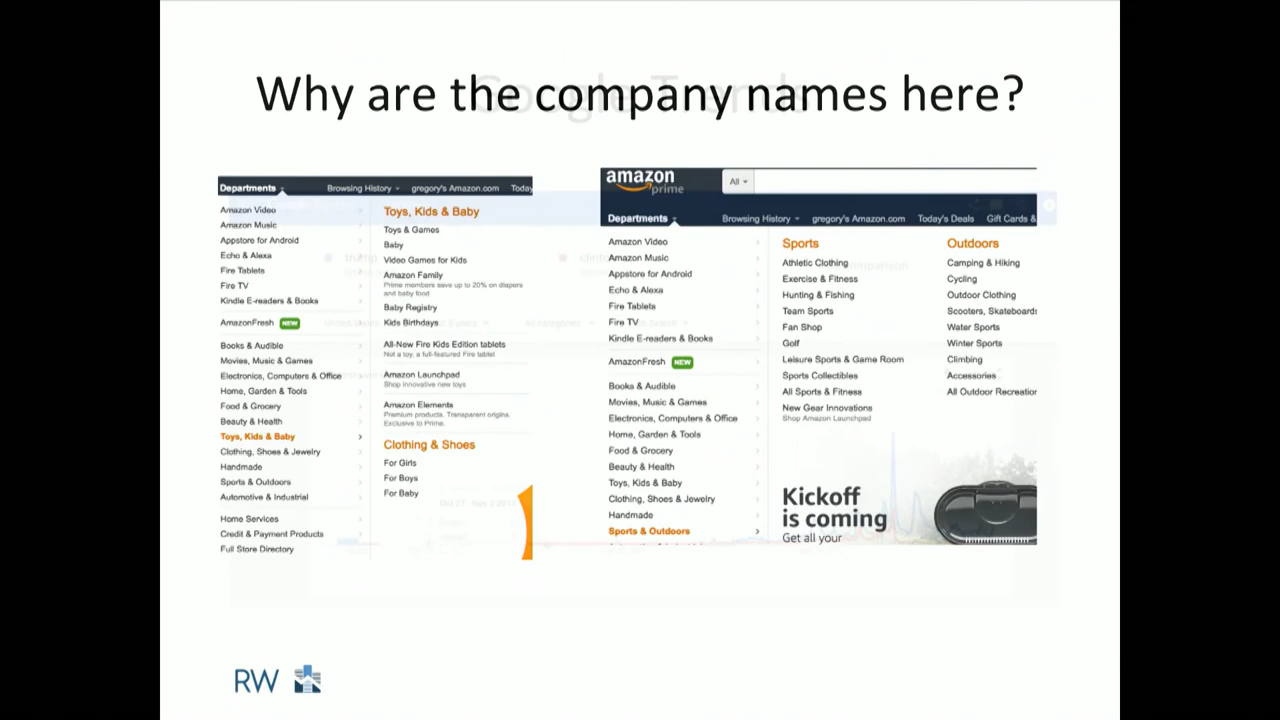 Why are the company names here?
Departments
Browsing History
gregory's Amazon.com
Today
Amazon Video
Amazon Music
Appstore for Android
Echo & Alexa
Fire Tablets
Fire TV
Kindle E-readers & Books
AmazonFresh NEW
Books & Audible
Movies, Music & Games
Electronics, Computers & Office
Home, Garden & Tools
Food & Grocery
Beauty & Health
Toys, Kids & Baby
Clothing, Shoes & Jewelry
Handmade
Sports & Outdoors
Automotive & Industrial
Home Services
Credit & Payment Products
Full Store Directory
Toys, Kids & Baby
Toys & Games
Baby
Video Games for Kids
Amazon Family
Prime members save up to 20% on diapers
and baby food
Baby Registry
Kids Birthdays
All-New Fire Kids Edition tablets
Not a toy, a full-featured Fire tablet
Amazon Launchpad
Shop innovative new toys
Amazon Elements
Premium products. Transparent origins.
Exclusive to Prime.
Clothing & Shoes
For Girls
For Boys
For Baby
amazon
prime
All
Departments
Browsing History
gregory's Amazon.com
Today's Deals
Gift Cards &
Amazon Video
Amazon Music
Appstore for Android
Echo & Alexa
Fire Tablets
Fire TV
Kindle E-readers & Books
AmazonFresh NEW
Books & Audible
Movies, Music & Games
Electronics, Computers & Office
Home, Garden & Tools
Food & Grocery
Beauty & Health
Toys, Kids & Baby
Clothing, Shoes & Jewelry
Handmade
Sports & Outdoors
Sports
Athletic Clothing
Exercise & Fitness
Hunting & Fishing
Team Sports
Fan Shop
Golf
Leisure Sports & Game Room
Sports Collectibles
All Sports & Fitness
New Gear Innovations
Shop Amazon Launchpad
Outdoors
Camping & Hiking
Cycling
Outdoor Clothing
Scooters, Skateboards
Water Sports
Winter Sports
Climbing
Accessories
All Outdoor Recreation
Kickoff
is coming
Get all your
RW